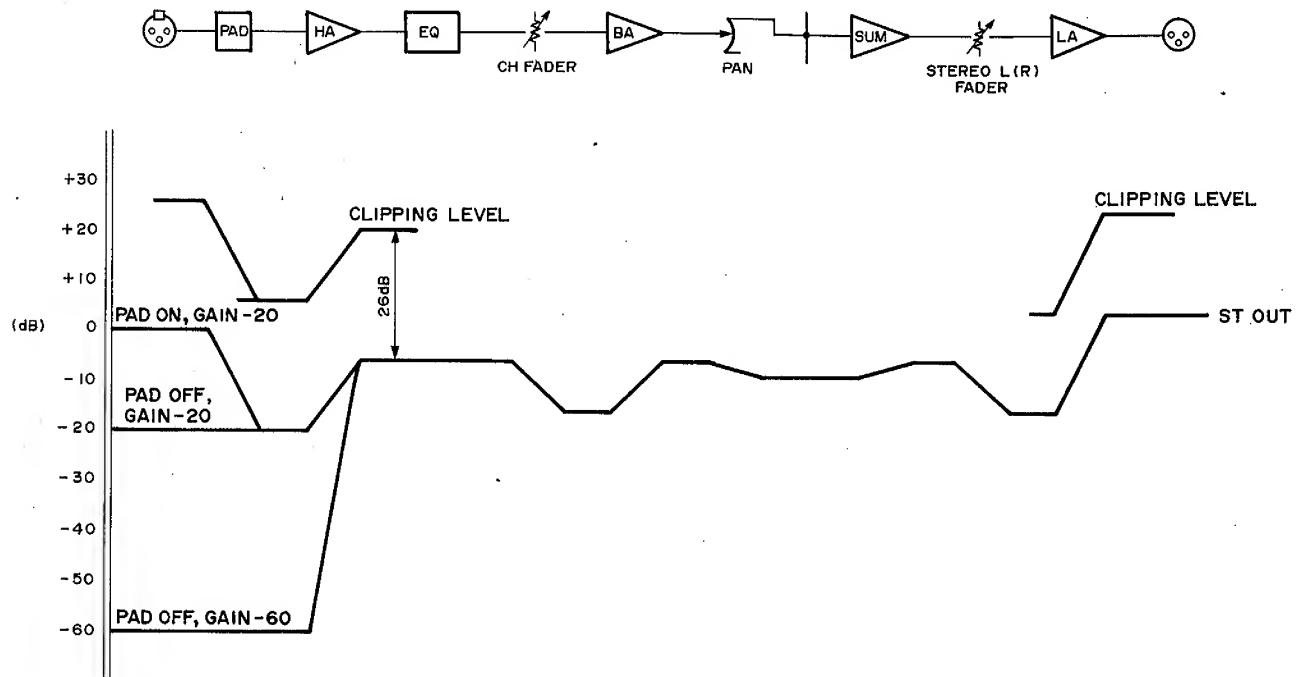 PAD
HA
EQ
CH FADER
BA
PAN
SUM
STEREO L(R)
FADER
LA
+30
CLIPPING LEVEL
CLIPPING LEVEL
+20
+10
26dB
PAD ON, GAIN-20
(dB)
0
ST OUT
-10
PAD OFF,
GAIN-20
-20
-30
-40
-50
PAD OFF, GAIN-60
-60